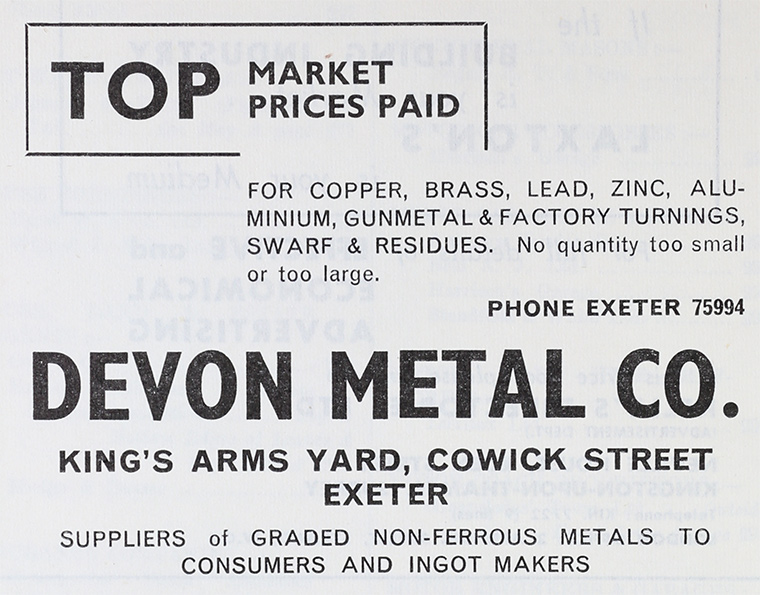 TOP MARKET
PRICES PAID
FOR COPPER, BRASS, LEAD, ZINC, ALU-
MINIUM, GUNMETAL & FACTORY TURNINGS,
SWARF & RESIDUES. No quantity too small
or too large.
PHONE EXETER 75994
DEVON METAL CO.
KING'S ARMS YARD, COWICK STREET
EXETER
SUPPLIERS of GRADED NON-FERROUS METALS TO
CONSUMERS AND INGOT MAKERS